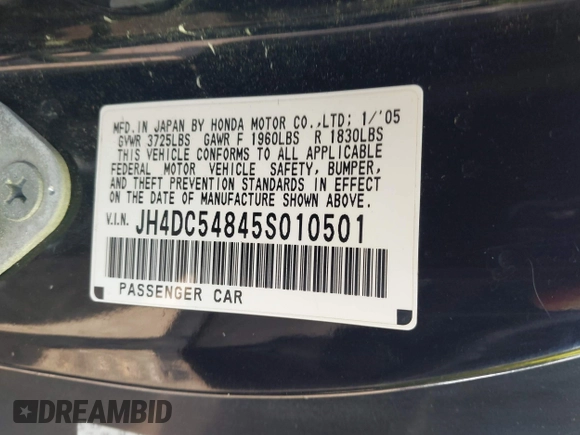 MFD.IN JAPAN BY HONDA MOTOR CO.,LTD; 1/'05
GVWR 3725LBS GAWR F 1960LBS R 1830LBS
THIS VEHICLE CONFORMS TO ALL APPLICABLE
FEDERAL MOTOR VEHICLE SAFETY, BUMPER,
AND THEFT PREVENTION STANDARDS IN EFFECT
ON THE DATE OF MANUFACTURE SHOWN ABOVE.
V.I.N. JH4DC54845S010501
PASSENGER CAR
DREAMBID